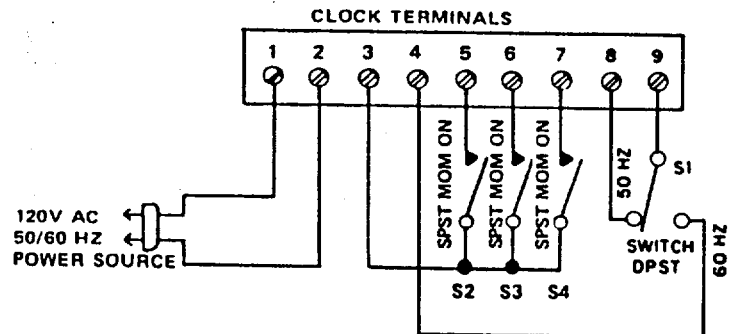 CLOCK TERMINALS
1 2 3 4 5 6 7 8 9
SPST MOM ON
SPST MOM ON
SPST MOM ON
50 HZ
S1
60 HZ
120V AC
50/60 HZ
POWER SOURCE
SWITCH
DPST
S2 S3 S4